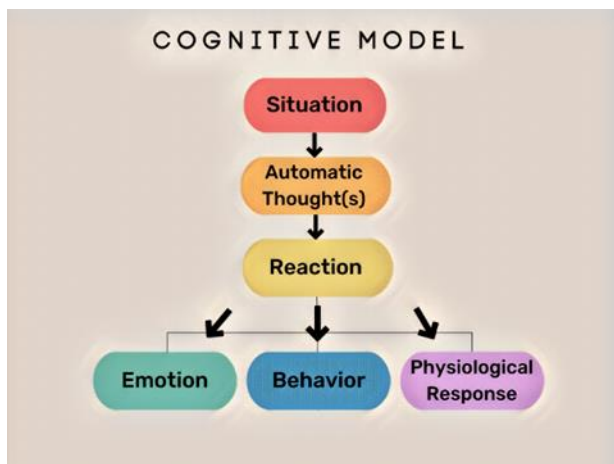 COGNITIVE MODEL
Situation
Automatic
Thought(s)
Reaction
Emotion
Behavior
Physiological
Response